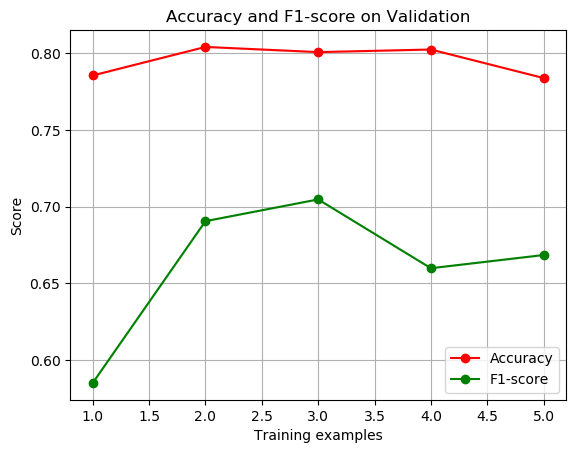 Accuracy and F1-score on Validation
0.80
0.75
0.70
0.65
0.60
Score
1.0 1.5 2.0 2.5 3.0 3.5 4.0 4.5 5.0
Training examples
Accuracy
F1-score